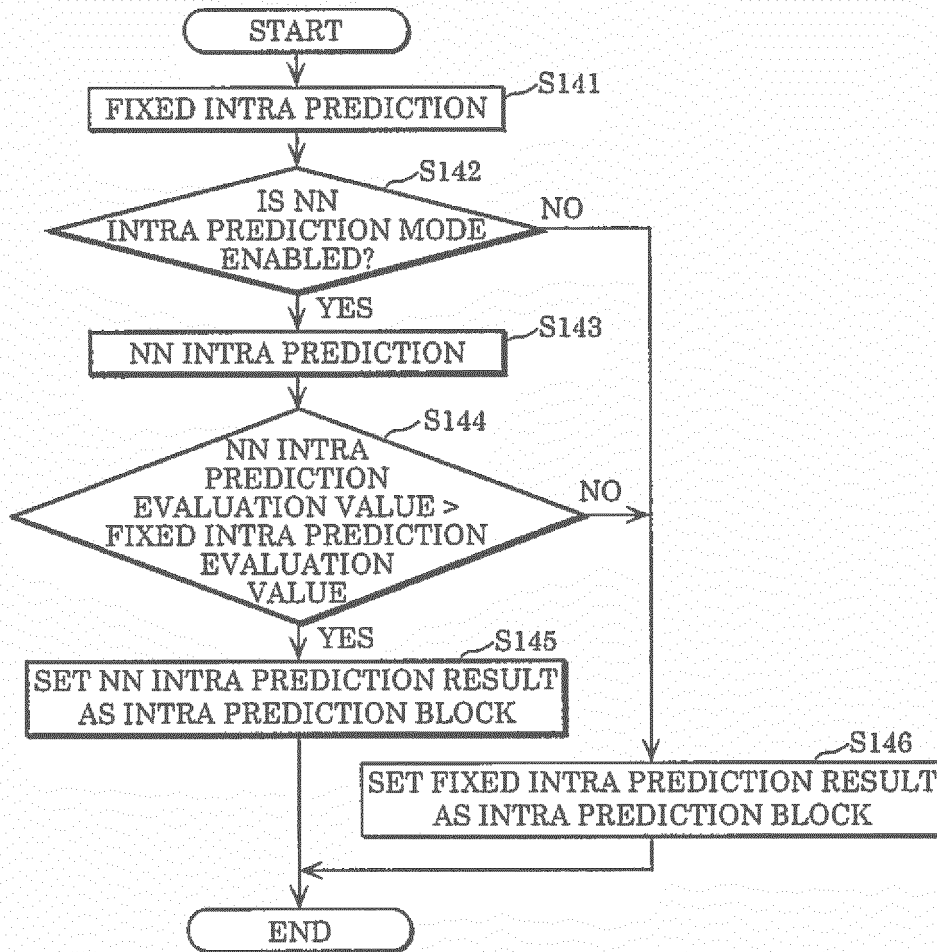 START
S141
FIXED INTRA PREDICTION
S142
IS NN
INTRA PREDICTION MODE
ENABLED?
NO
YES
S143
NN INTRA PREDICTION
S144
NN INTRA
PREDICTION
EVALUATION VALUE >
FIXED INTRA PREDICTION
EVALUATION
VALUE
NO
YES
S145
SET NN INTRA PREDICTION RESULT
AS INTRA PREDICTION BLOCK
S146
SET FIXED INTRA PREDICTION RESULT
AS INTRA PREDICTION BLOCK
END